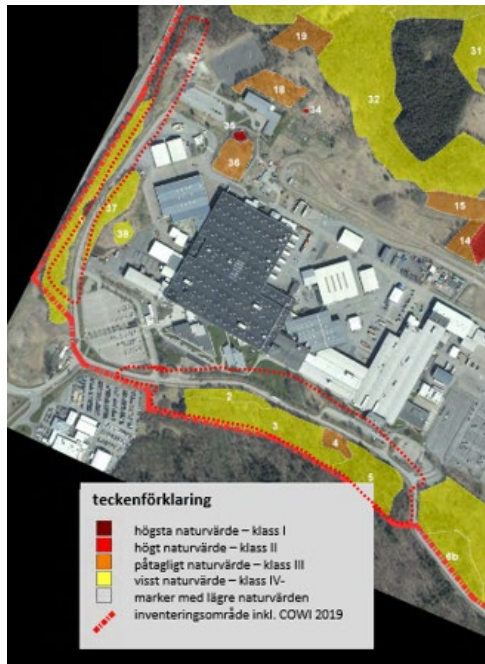 19
31
18
32
34
35
36
15
37
14
38
2
3
4
5
6b
teckenförklaring
högsta naturvärde – klass I
högt naturvärde – klass II
påtagligt naturvärde – klass III
visst naturvärde – klass IV-
marker med lägre naturvärden
inventeringsområde inkl. COWI 2019